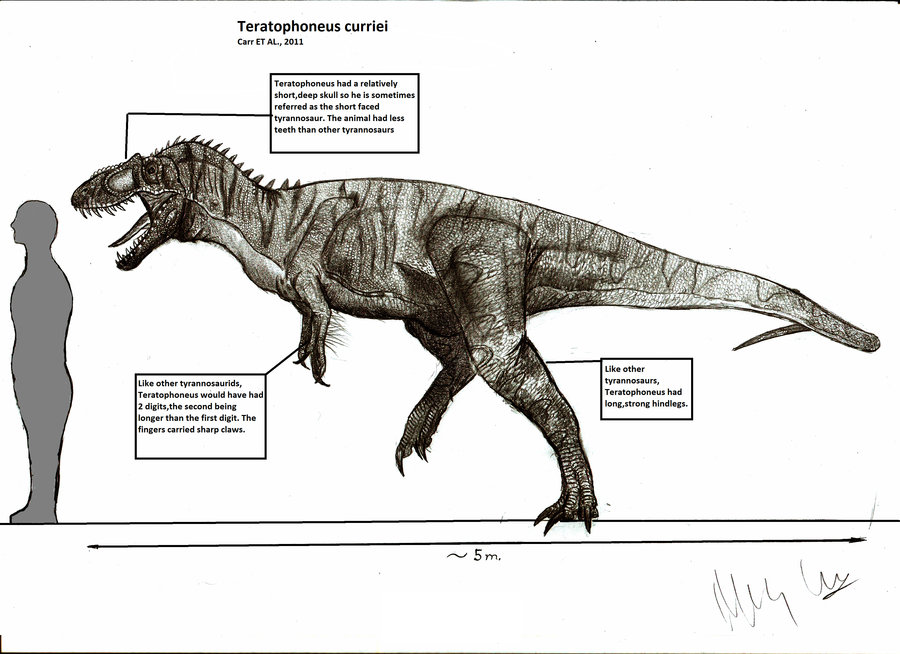 Teratophoneus curriei
Carr ET AL., 2011
Teratophoneus had a relatively
short,deep skull so he is sometimes
referred as the short faced
tyrannosaur. The animal had less
teeth than other tyrannosaurs
Like other tyrannosaurids,
Teratophoneus would have had
2 digits,the second being
longer than the first digit. The
fingers carried sharp claws.
Like other
tyrannosaurs,
Teratophoneus had
long,strong hindlegs.
~ 5m.